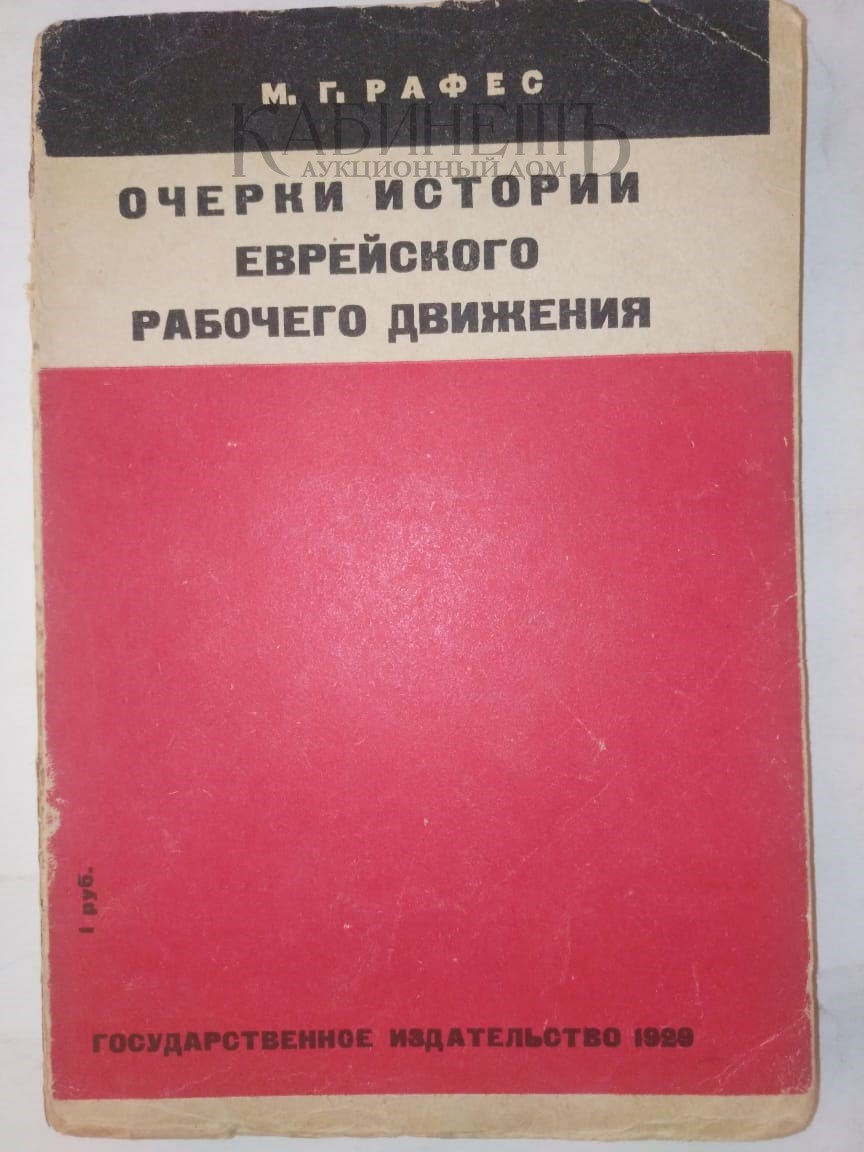 М. Г. РАФЕС
КАБИНЕТЪ
АУКЦИОННЫЙ ДОМ
ОЧЕРКИ ИСТОРИИ
ЕВРЕЙСКОГО
РАБОЧЕГО ДВИЖЕНИЯ
1 руб.
ГОСУДАРСТВЕННОЕ ИЗДАТЕЛЬСТВО 1929